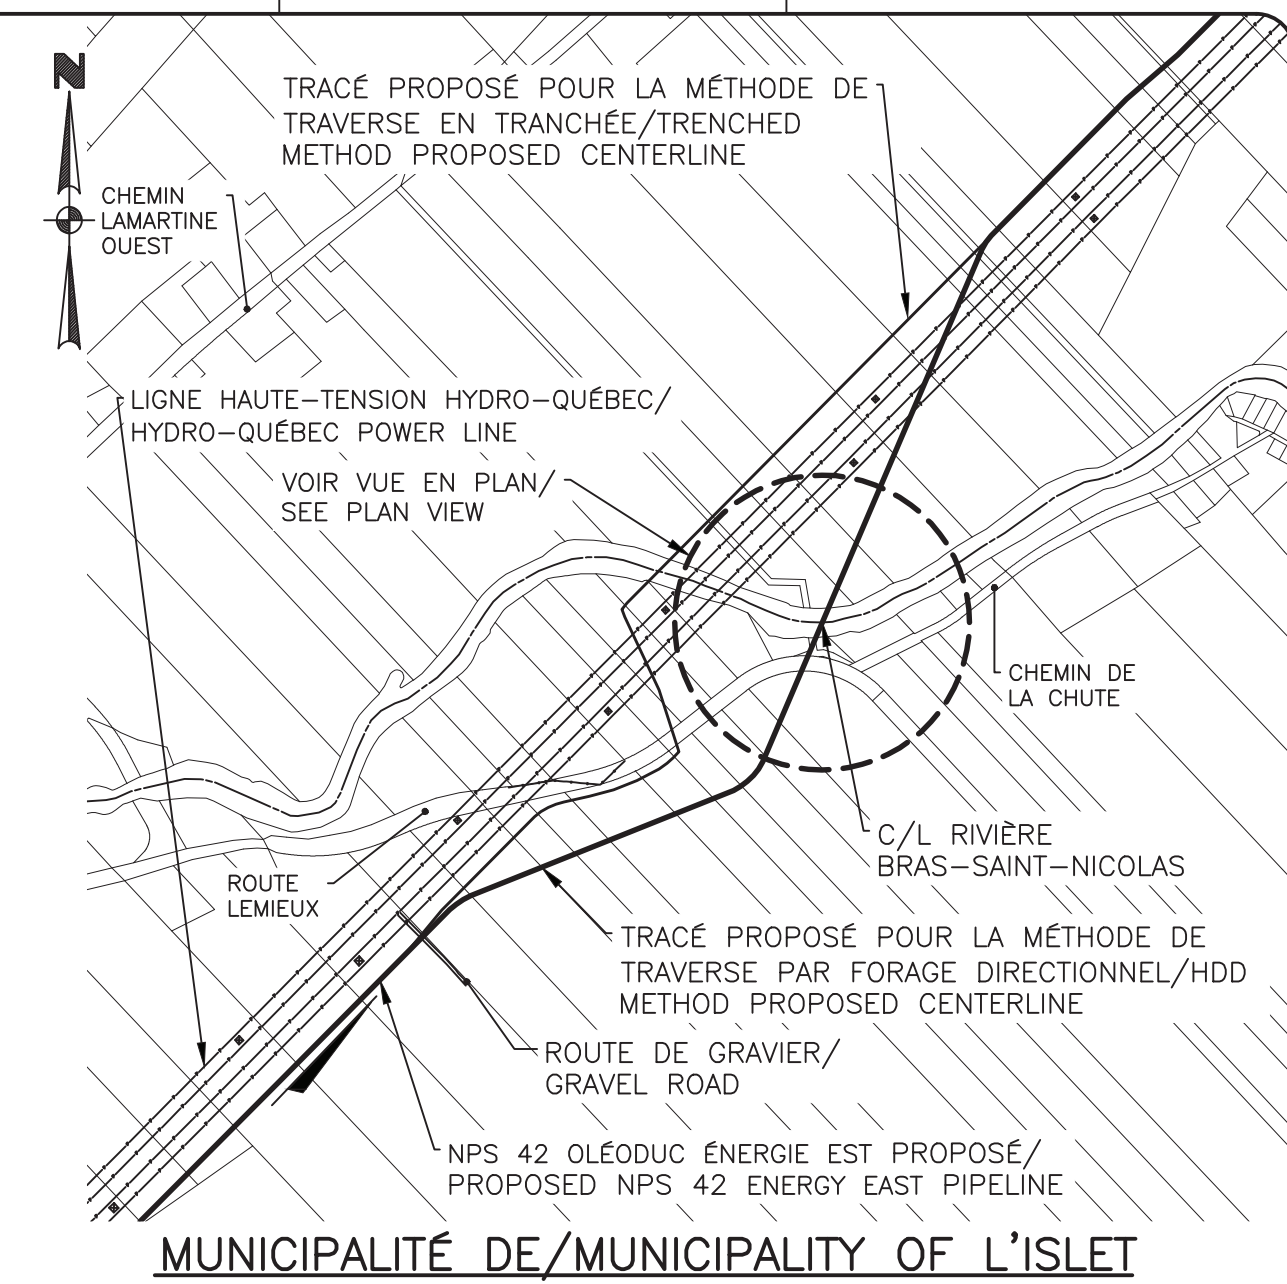 N
TRACÉ PROPOSÉ POUR LA MÉTHODE DE
TRAVERSE EN TRANCHÉE/TRENCHED
METHOD PROPOSED CENTERLINE
CHEMIN
LAMARTINE
OUEST
LIGNE HAUTE-TENSION HYDRO-QUÉBEC/
HYDRO-QUÉBEC POWER LINE
VOIR VUE EN PLAN/
SEE PLAN VIEW
CHEMIN DE
LA CHUTE
C/L RIVIÈRE
BRAS-SAINT-NICOLAS
ROUTE
LEMIEUX
TRACÉ PROPOSÉ POUR LA MÉTHODE DE
TRAVERSE PAR FORAGE DIRECTIONNEL/HDD
METHOD PROPOSED CENTERLINE
ROUTE DE GRAVIER/
GRAVEL ROAD
NPS 42 OLÉODUC ÉNERGIE EST PROPOSÉ/
PROPOSED NPS 42 ENERGY EAST PIPELINE
MUNICIPALITÉ DE/MUNICIPALITY OF L'ISLET